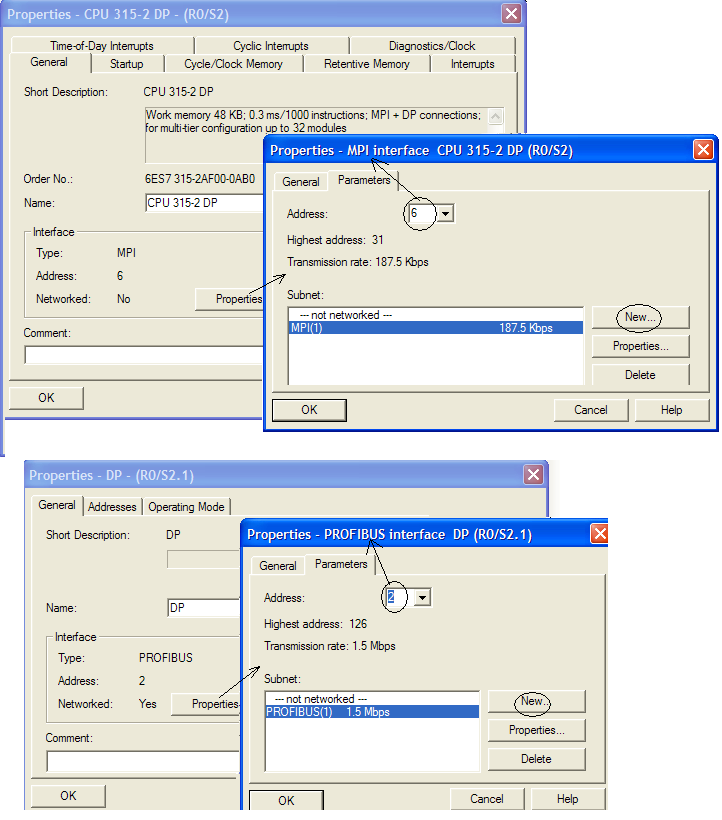 Properties - CPU 315-2 DP - (R0/S2)
Time-of-Day Interrupts Cyclic Interrupts Diagnostics/Clock
General Startup Cycle/Clock Memory Retentive Memory Interrupts
Short Description: CPU 315-2 DP
Work memory 48 KB; 0.3 ms/1000 instructions; MPI + DP connections;
for multi-tier configuration up to 32 modules
Order No.: 6ES7 315-2AF00-0AB0
Name: CPU 315-2 DP
Interface
Type: MPI
Address: 6
Networked: No Properties
Comment:
OK
Properties - MPI interface CPU 315-2 DP (R0/S2)
General Parameters
Address: 6
Highest address: 31
Transmission rate: 187.5 Kbps
Subnet:
--- not networked ---
MPI(1) 187.5 Kbps
New...
Properties...
Delete
OK Cancel Help
Properties - DP - (R0/S2.1)
General Addresses Operating Mode
Short Description: DP
Name: DP
Interface
Type: PROFIBUS
Address: 2
Networked: Yes Properties
Comment:
OK
Properties - PROFIBUS interface DP (R0/S2.1)
General Parameters
Address: 2
Highest address: 126
Transmission rate: 1.5 Mbps
Subnet:
--- not networked ---
PROFIBUS(1) 1.5 Mbps
New...
Properties...
Delete
OK Cancel Help